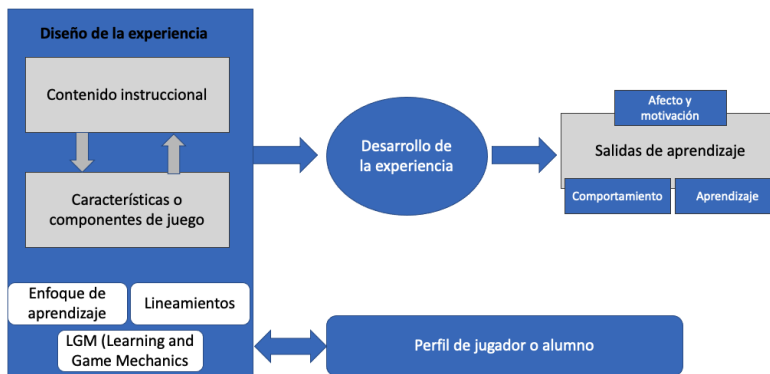 Diseño de la experiencia
Contenido instruccional
Características o
componentes de juego
Enfoque de
aprendizaje
Lineamientos
LGM (Learning and
Game Mechanics
Desarrollo de
la experiencia
Afecto y
motivación
Salidas de aprendizaje
Comportamiento
Aprendizaje
Perfil de jugador o alumno